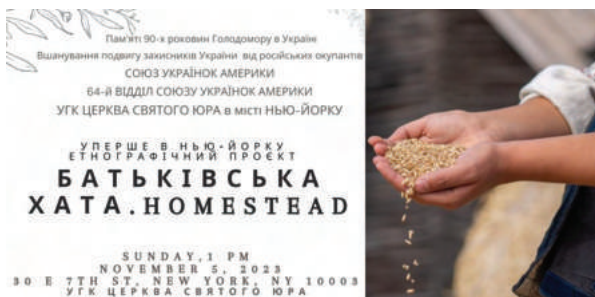 Пам'яті 90-х роковин Голодомору в Україні
Вшанування подвигу захисників України від російських окупантів
СОЮЗ УКРАЇНОК АМЕРИКИ
64-й ВІДДІЛ СОЮЗУ УКРАЇНОК АМЕРИКИ
УГК ЦЕРКВА СВЯТОГО ЮРА в місті НЬЮ-ЙОРКУ
УПЕРШЕ В НЬЮ-ЙОРКУ
ЕТНОГРАФІЧНИЙ ПРОЄКТ
БАТЬКІВСЬКА
ХАТА.HOMESTEAD
SUNDAY,1 PM
NOVEMBER 5, 2023
30 E 7TH ST, NEW YORK, NY 10003
УГК ЦЕРКВА СВЯТОГО ЮРА